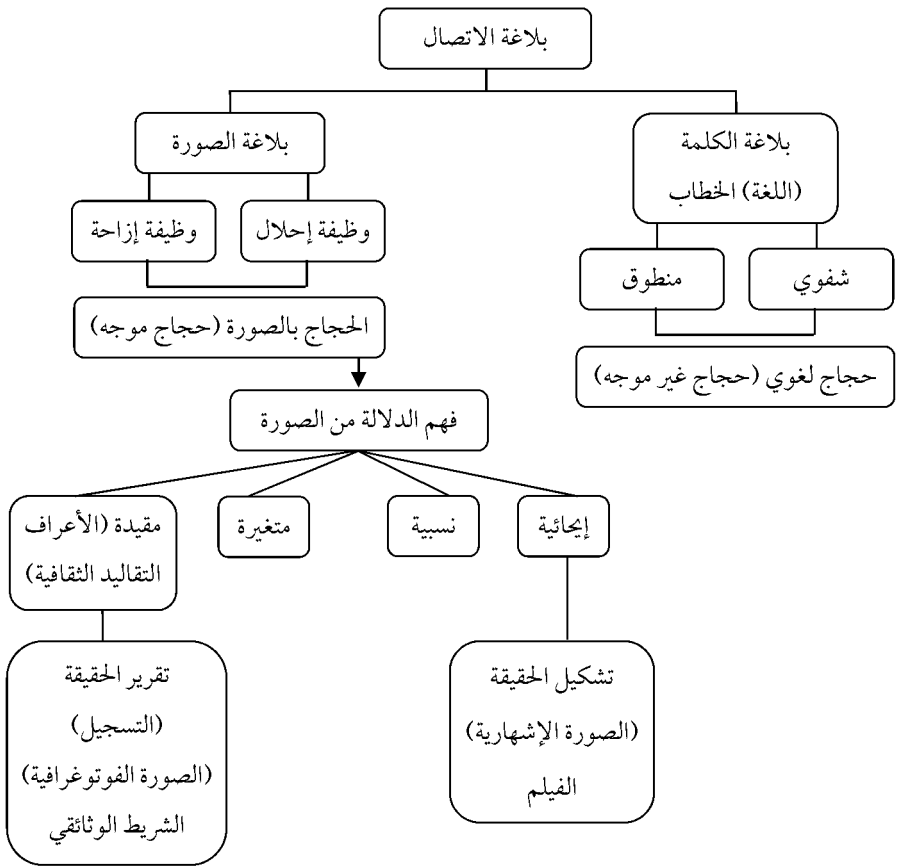 بلاغة الاتصال
بلاغة الكلمة
(اللغة) الخطاب
بلاغة الصورة
شفوي
منطوق
وظيفة إحلال
وظيفة إزاحة
حجاج لغوي (حجاج غير موجه)
الحجاج بالصورة (حجاج موجه)
فهم الدلالة من الصورة
إيحائية
نسبية
متغيرة
مقيدة (الأعراف
التقاليد الثقافية)
تشكيل الحقيقة
(الصورة الإشهارية)
الفيلم
تقرير الحقيقة
(التسجيل)
(الصورة الفوتوغرافية)
الشريط الوثائقي